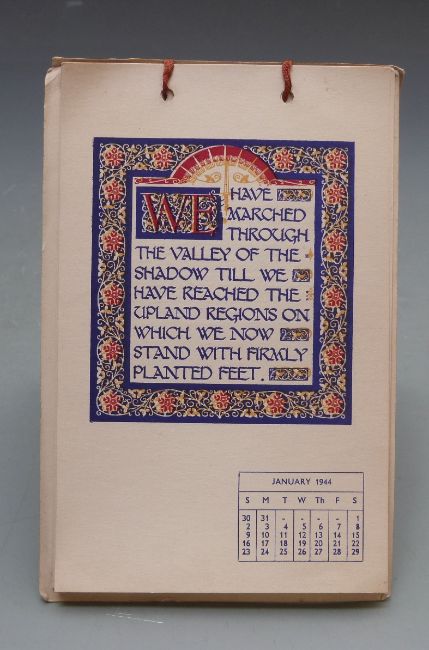 WE HAVE
MARCHED
THROUGH
THE VALLEY OF THE
SHADOW TILL WE
HAVE REACHED THE
UPLAND REGIONS ON
WHICH WE NOW
STAND WITH FIRMLY
PLANTED FEET.
JANUARY 1944
S M T W Th F S
30 31 - - - - 1
2 3 4 5 6 7 8
9 10 11 12 13 14 15
16 17 18 19 20 21 22
23 24 25 26 27 28 29